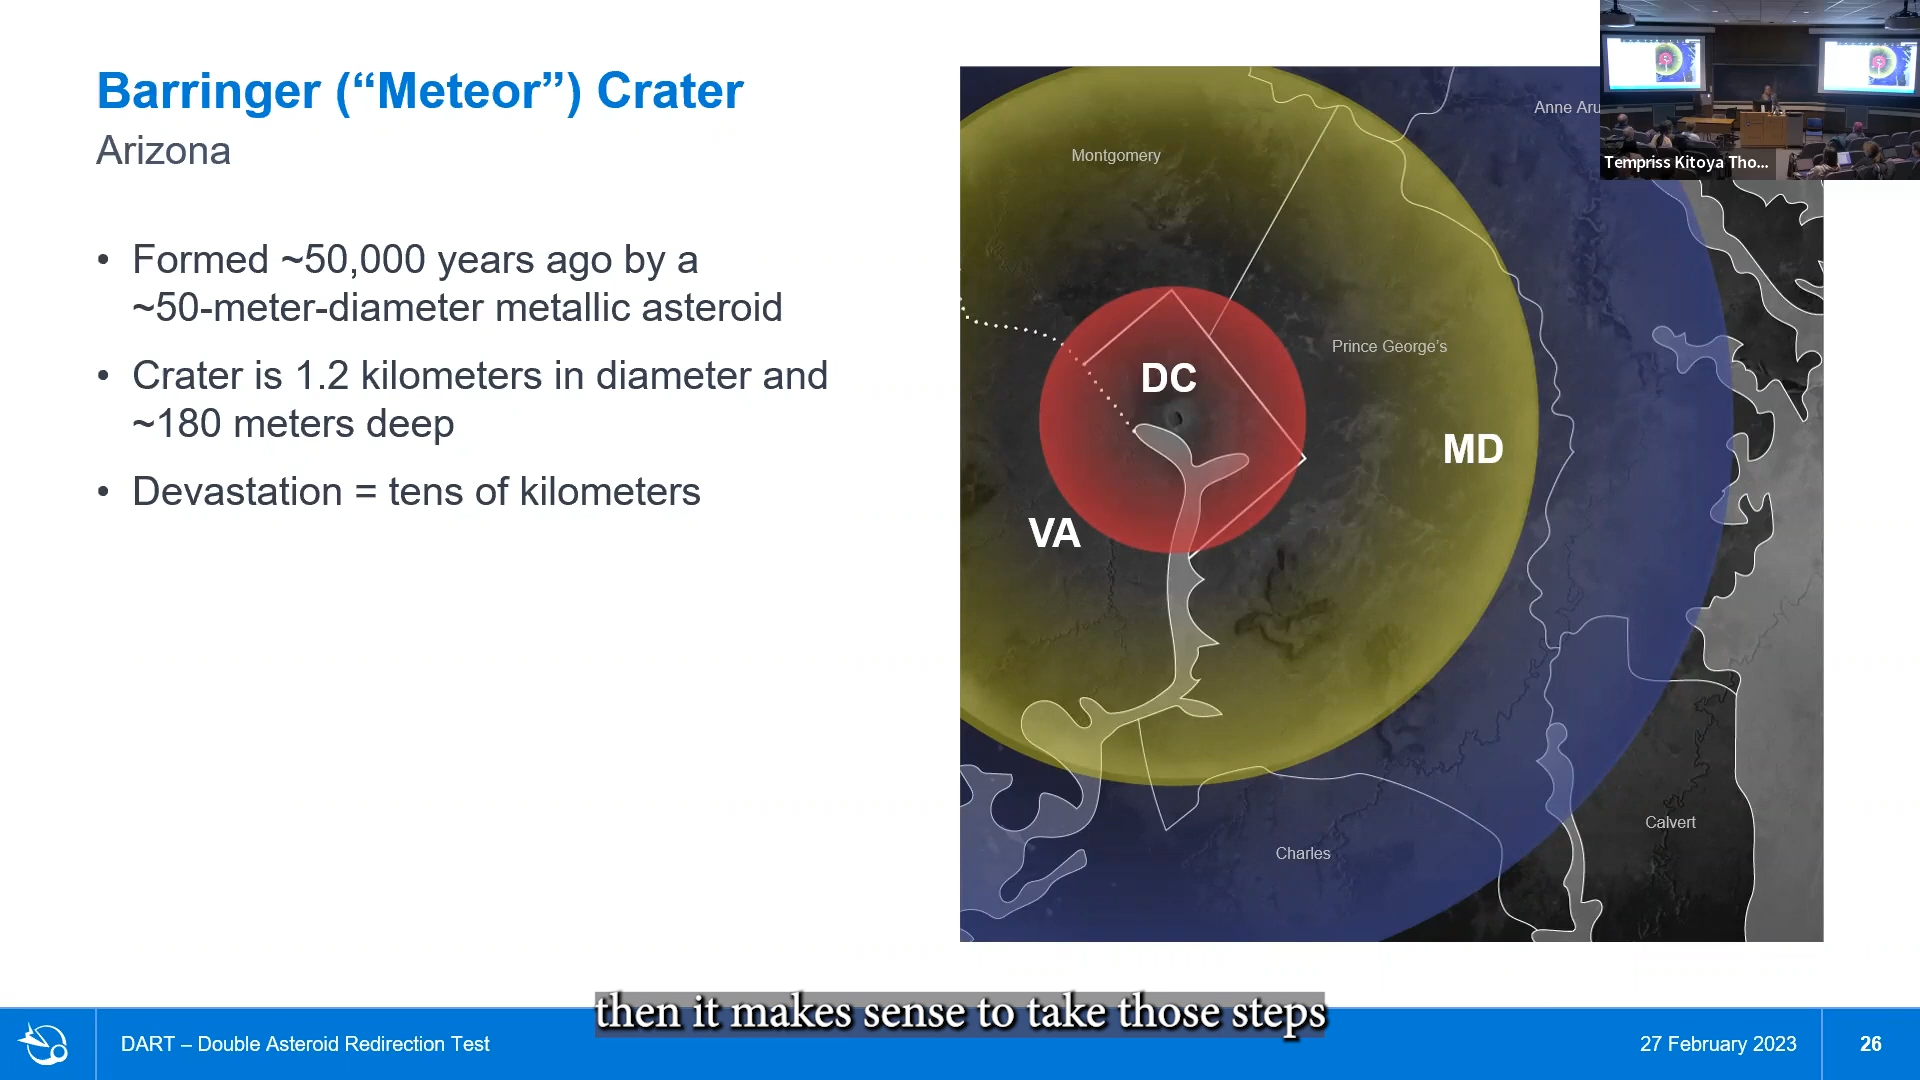 Barringer (“Meteor”) Crater
Arizona
• Formed ~50,000 years ago by a
~50-meter-diameter metallic asteroid
• Crater is 1.2 kilometers in diameter and
~180 meters deep
• Devastation = tens of kilometers
Anne Aru
Montgomery
Tempriss Kitoya Tho...
Prince George’s
DC
MD
VA
Calvert
Charles
then it makes sense to take those steps
DART – Double Asteroid Redirection Test
27 February 2023
26